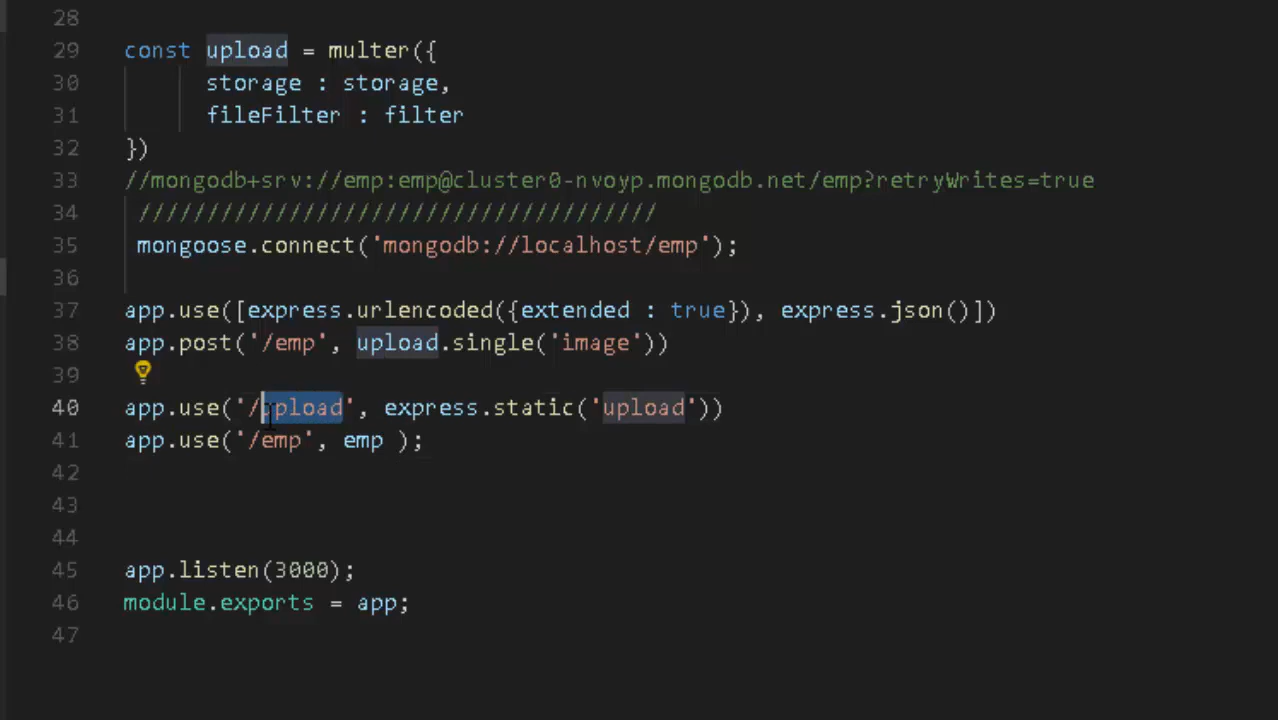 28
29 const upload = multer({
30 storage : storage,
31 fileFilter : filter
32 })
33 //mongodb+srv://emp:emp@cluster0-nvoyp.mongodb.net/emp?retryWrites=true
34 //////////////////////////////////////
35 mongoose.connect('mongodb://localhost/emp');
36
37 app.use([express.urlencoded({extended : true}), express.json()])
38 app.post('/emp', upload.single('image'))
39
40 app.use('/upload', express.static('upload'))
41 app.use('/emp', emp );
42
43
44
45 app.listen(3000);
46 module.exports = app;
47